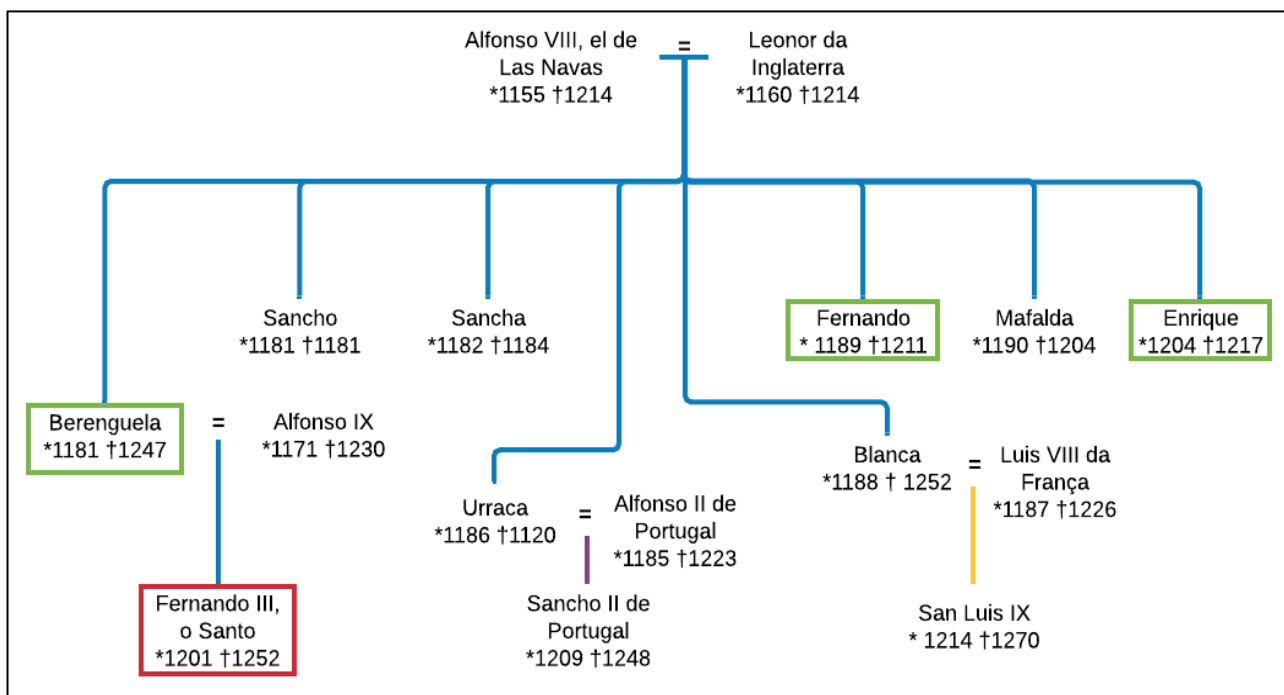 Alfonso VIII, el de
Las Navas
*1155 †1214
=
Leonor da
Inglaterra
*1160 †1214
Sancho
*1181 †1181
Sancha
*1182 †1184
Fernando
* 1189 †1211
Mafalda
*1190 †1204
Enrique
*1204 †1217
Berenguela
*1181 †1247
=
Alfonso IX
*1171 †1230
Urraca
*1186 †1120
=
Alfonso II de
Portugal
*1185 †1223
Blanca
*1188 † 1252
=
Luis VIII da
França
*1187 †1226
Fernando III,
o Santo
*1201 †1252
Sancho II de
Portugal
*1209 †1248
San Luis IX
* 1214 †1270